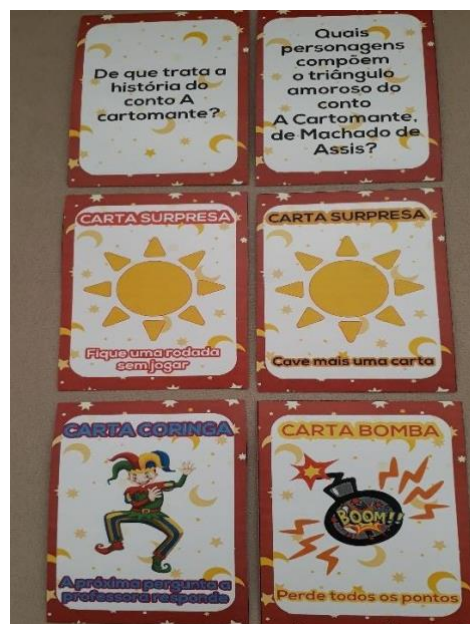 De que trata a
história do
conto A
cartomante?
Quais
personagens
compõem
o triângulo
amoroso do
conto
A Cartomante,
de Machado de
Assis?
CARTA SURPRESA
Fique uma rodada
sem jogar
CARTA SURPRESA
Cave mais uma carta
CARTA CORINGA
A próxima pergunta a
professora responde
CARTA BOMBA
BOOM!!
Perde todos os pontos